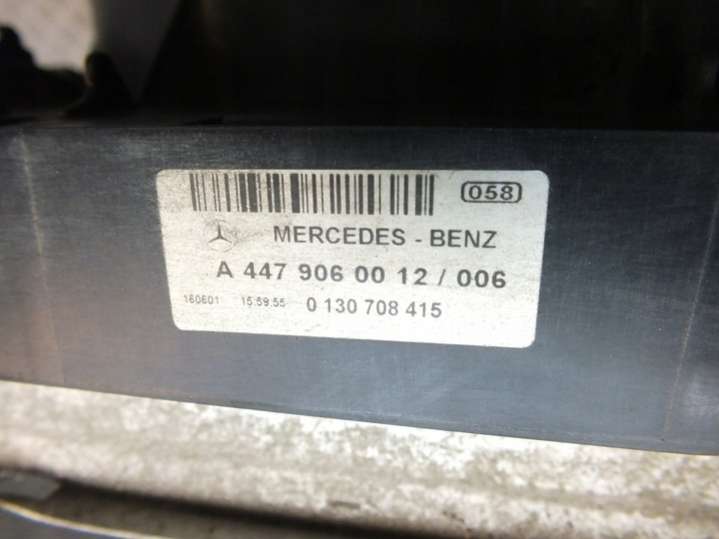 058
MERCEDES - BENZ
A 447 906 00 12 / 006
160601 15:59:55 0 130 708 415